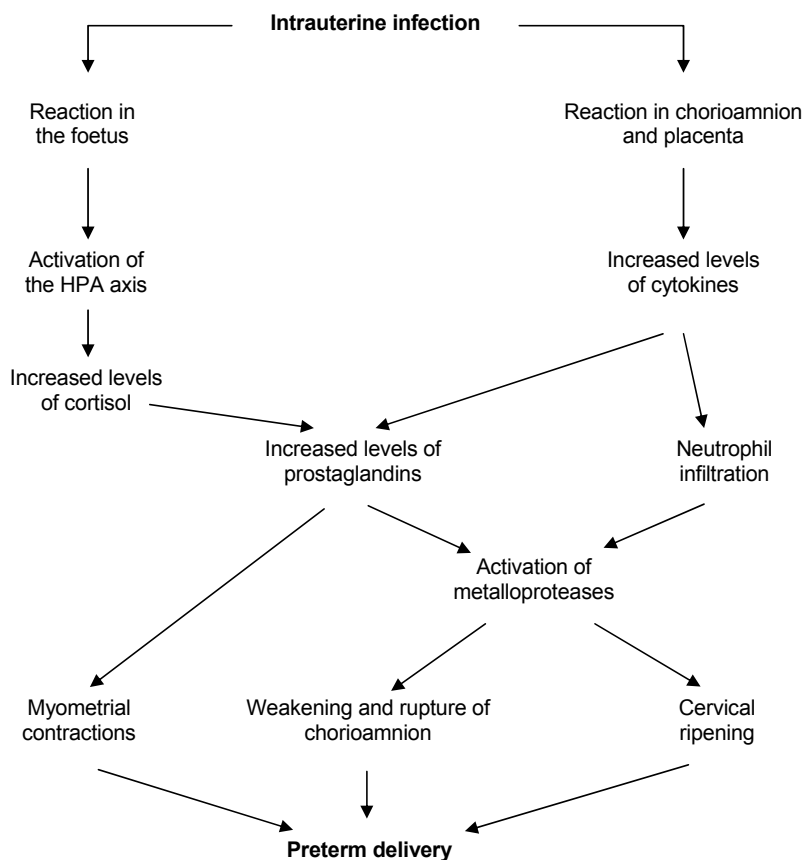 Intrauterine infection
Reaction in
the foetus
Reaction in chorioamnion
and placenta
Activation of
the HPA axis
Increased levels
of cytokines
Increased levels
of cortisol
Increased levels of
prostaglandins
Neutrophil
infiltration
Activation of
metalloproteases
Myometrial
contractions
Weakening and rupture of
chorioamnion
Cervical
ripening
Preterm delivery